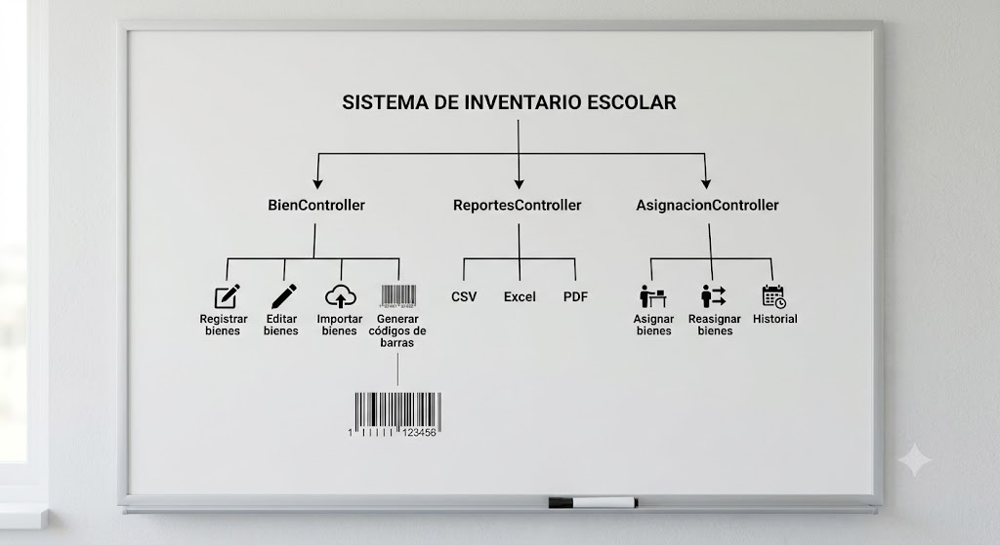 SISTEMA DE INVENTARIO ESCOLAR
BienController
ReportesController
AsignacionController
Registrar
bienes
Editar
bienes
Importar
bienes
Generar
códigos de
barras
CSV
Excel
PDF
Asignar
bienes
Reasignar
bienes
Historial
1 11111 123456